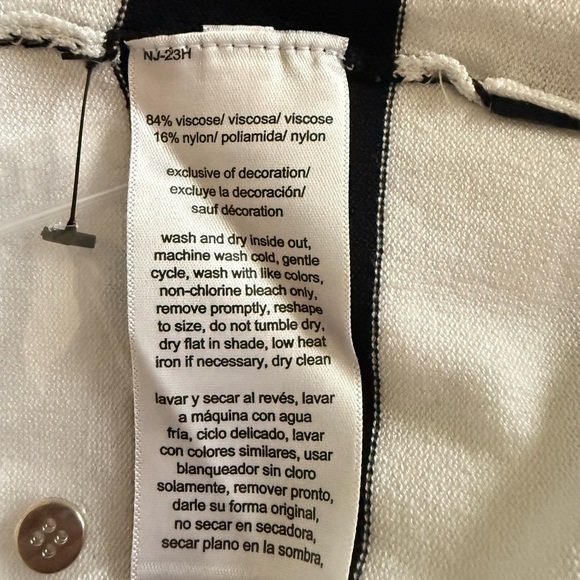 NJ-23H
84% viscose/ viscosa/ viscose
16% nylon/ poliamida/ nylon
exclusive of decoration/
excluye la decoración/
sauf décoration
wash and dry inside out,
machine wash cold, gentle
cycle, wash with like colors,
non-chlorine bleach only,
remove promptly, reshape
to size, do not tumble dry,
dry flat in shade, low heat
iron if necessary, dry clean
lavar y secar al revés, lavar
a máquina con agua
fría, ciclo delicado, lavar
con colores similares, usar
blanqueador sin cloro
solamente, remover pronto,
darle su forma original,
no secar en secadora,
secar plano en la sombra,